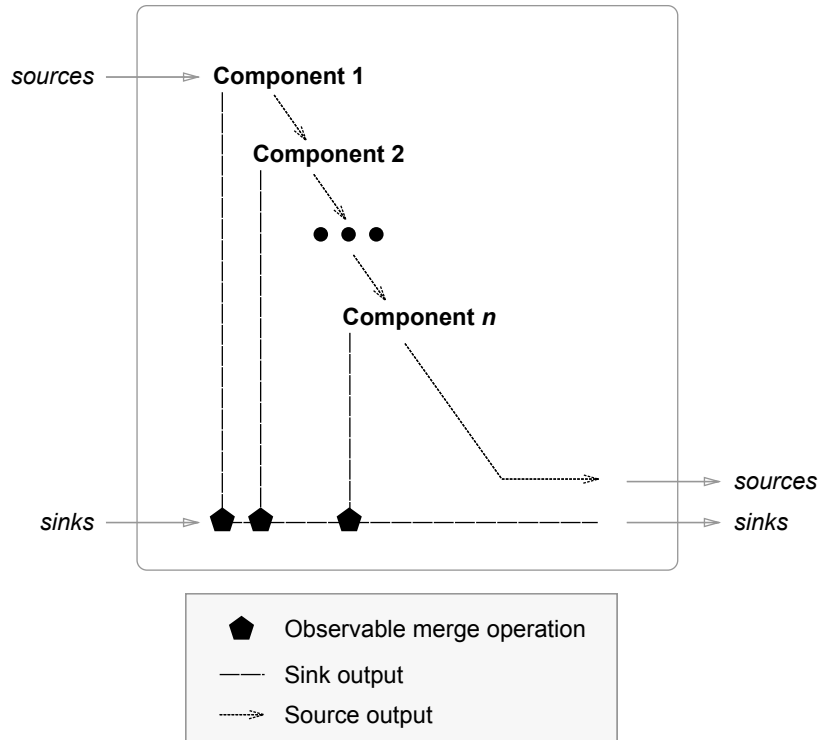 sources
Component 1
Component 2
Component n
sources
sinks
sinks
Observable merge operation
Sink output
Source output